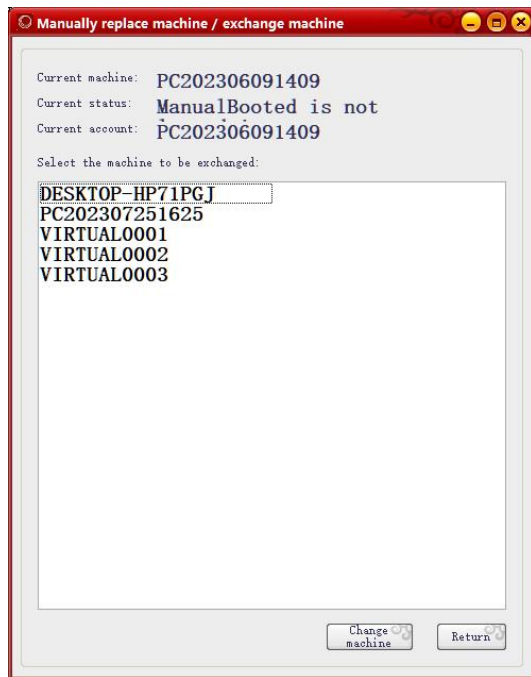 Manually replace machine / exchange machine
Current machine: PC202306091409
Current status: ManualBooted is not
Current account: PC202306091409
Select the machine to be exchanged:
DESKTOP-HP71PGJ
PC202307251625
VIRTUAL0001
VIRTUAL0002
VIRTUAL0003
Change machine
Return